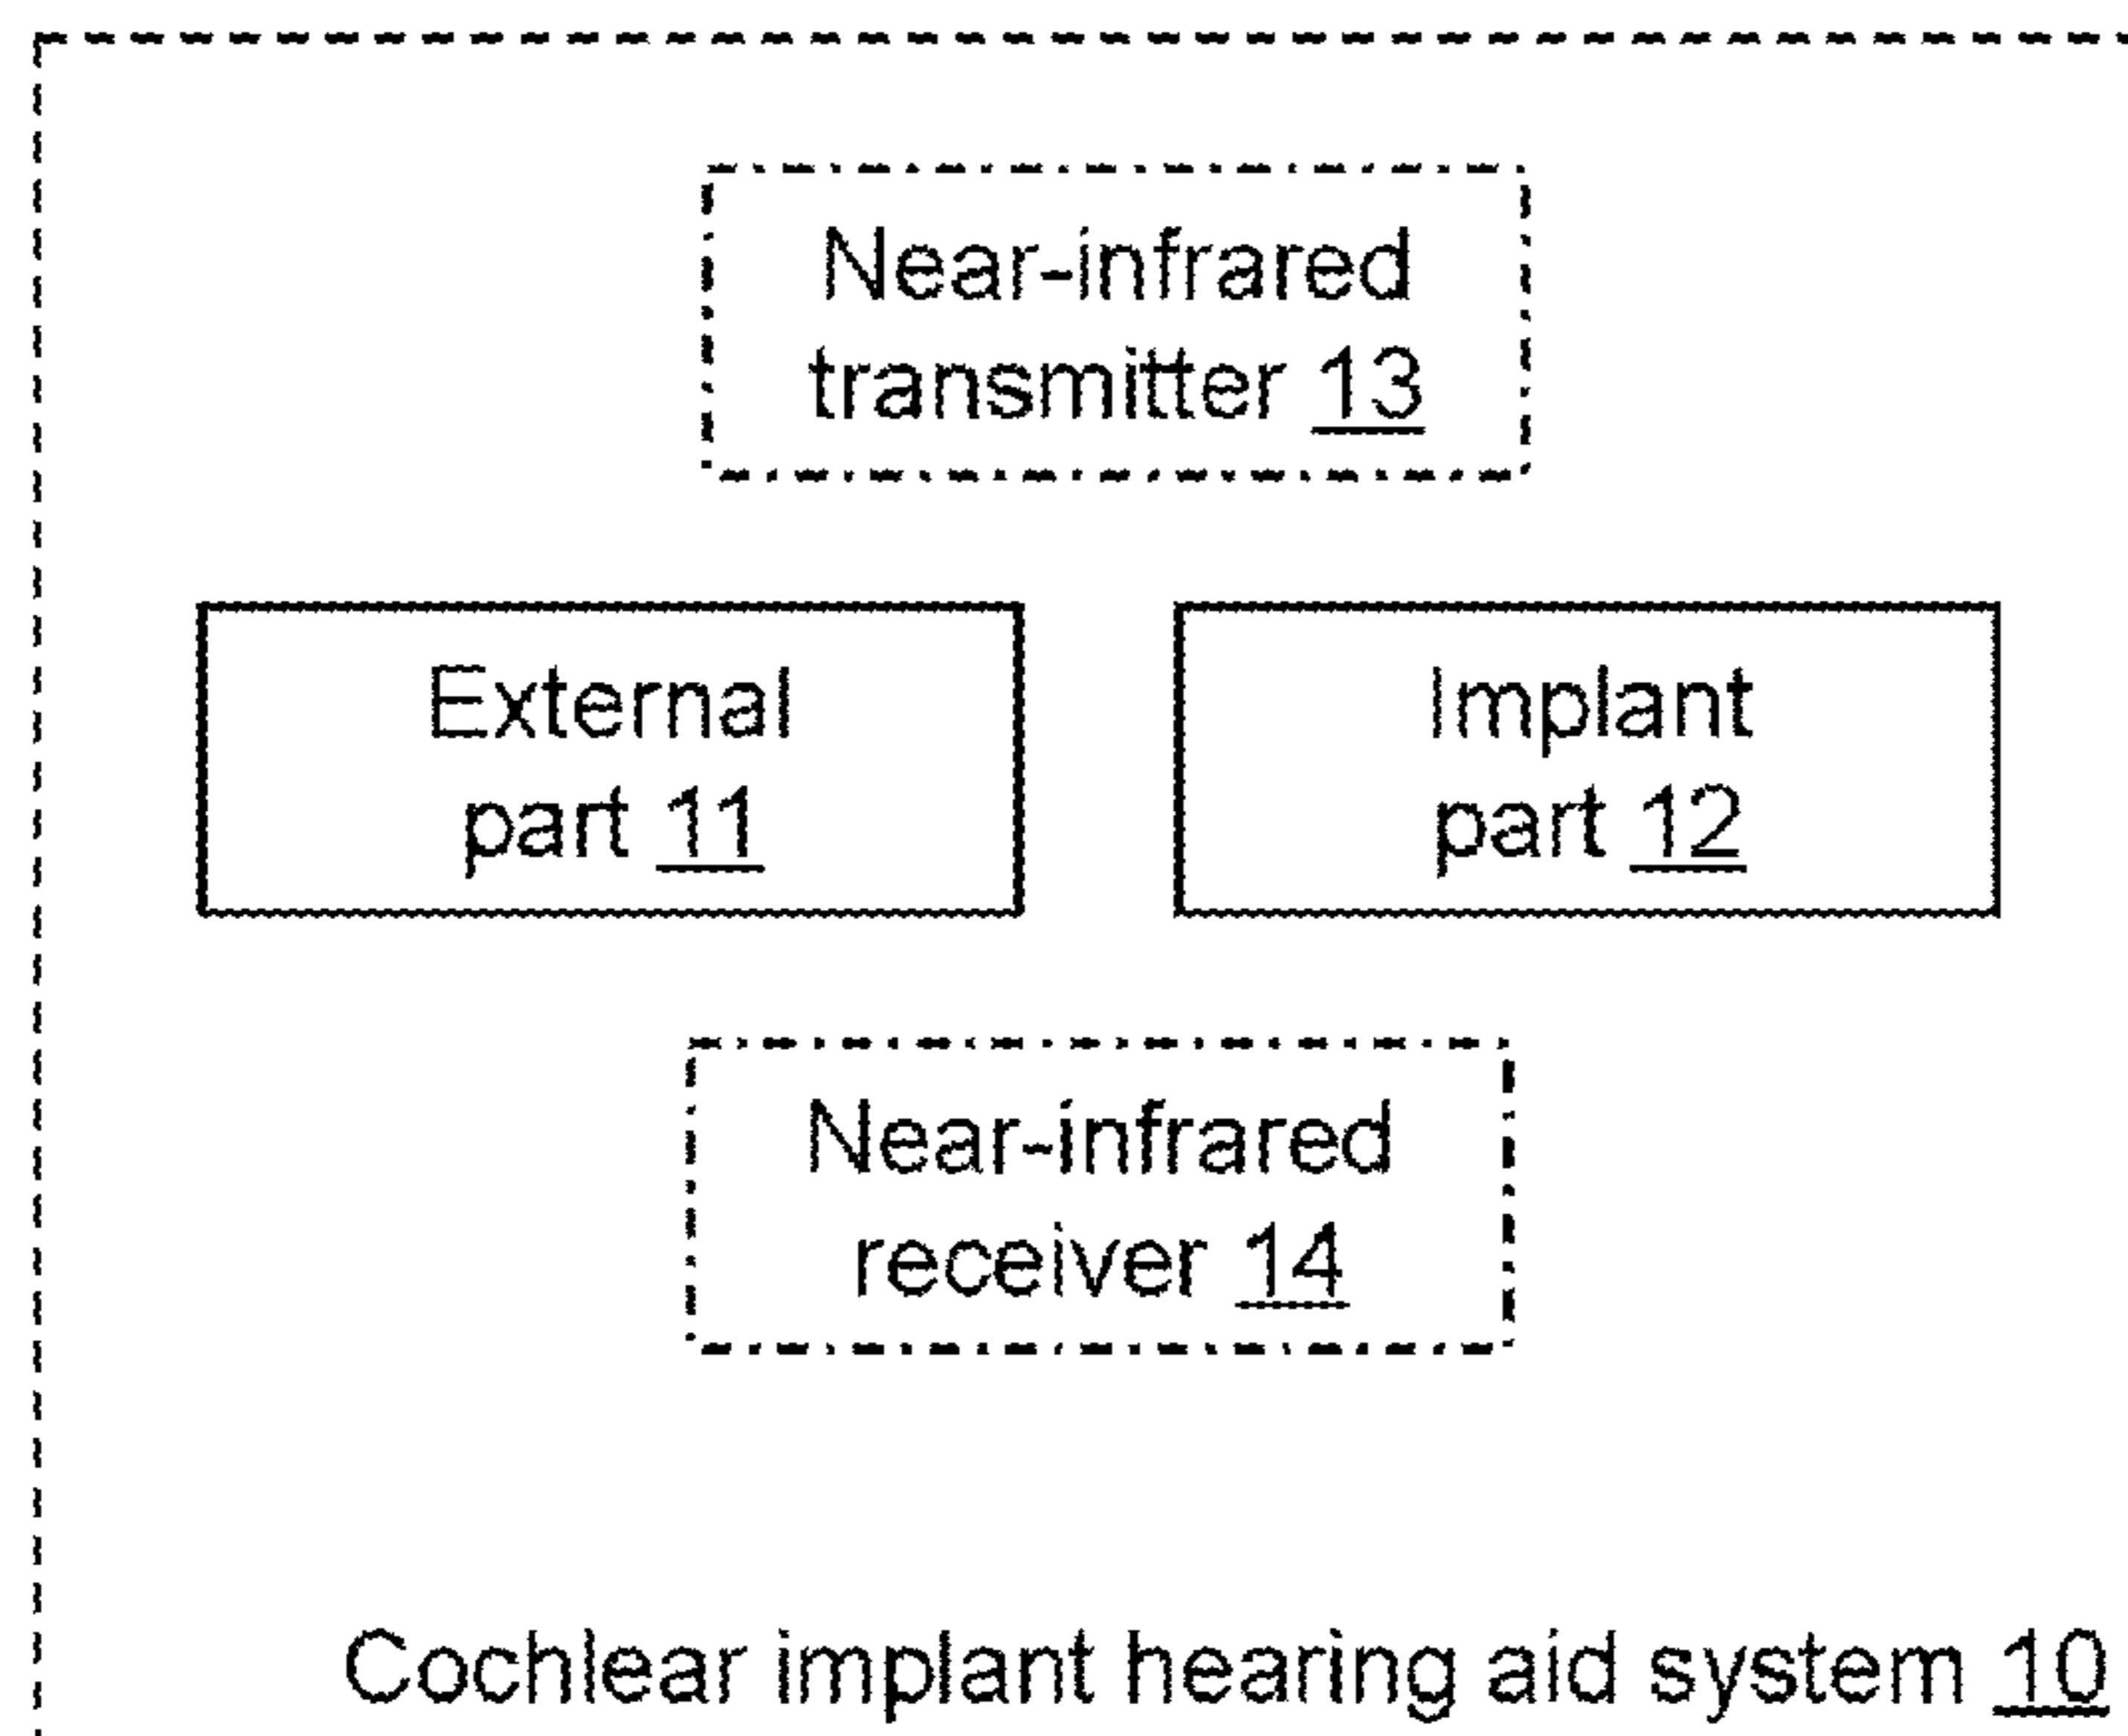 Near-infrared
transmitter 13
External
part 11
Implant
part 12
Near-infrared
receiver 14
Cochlear implant hearing aid system 10